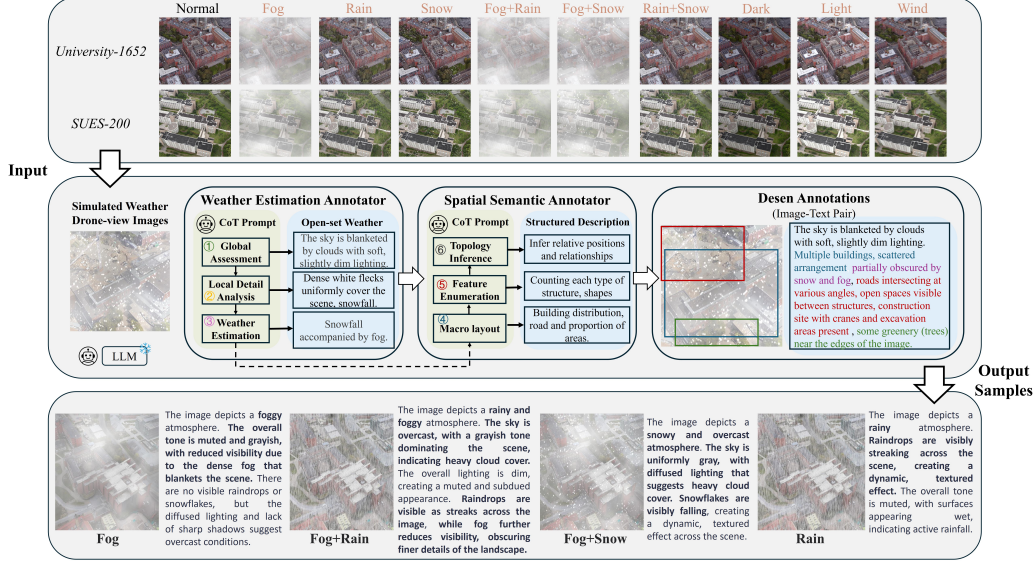 Normal Fog Rain Snow Fog+Rain Fog+Snow Rain+Snow Dark Light Wind
University-1652
SUES-200
Input
Simulated Weather
Drone-view Images
LLM
Weather Estimation Annotator
CoT Prompt
Open-set Weather
① Global
Assessment
The sky is blanketed
by clouds with soft,
slightly dim lighting.
Local Detail
② Analysis
Dense white flecks
uniformly cover the
scene, snowfall.
③ Weather
Estimation
Snowfall
accompanied by fog.
Spatial Semantic Annotator
CoT Prompt
Structured Description
⑥ Topology
Inference
Infer relative positions
and relationships
⑤ Feature
Enumeration
Counting each type of
structure, shapes
④
Macro layout
Building distribution,
road and proportion of
areas.
Desen Annotations
(Image-Text Pair)
The sky is blanketed by clouds
with soft, slightly dim lighting.
Multiple buildings, scattered
arrangement partially obscured by
snow and fog, roads intersecting at
various angles, open spaces visible
between structures, construction
site with cranes and excavation
areas present , some greenery (trees)
near the edges of the image.
Output
Samples
The image depicts a foggy
atmosphere. The overall
tone is muted and grayish,
with reduced visibility due
to the dense fog that
blankets the scene. There
are no visible raindrops or
snowflakes, but the
diffused lighting and lack
of sharp shadows suggest
overcast conditions.
Fog
The image depicts a rainy and
foggy atmosphere. The sky is
overcast, with a grayish tone
dominating the scene,
indicating heavy cloud cover.
The overall lighting is dim,
creating a muted and subdued
appearance. Raindrops are
visible as streaks across the
image, while fog further
reduces visibility, obscuring
finer details of the landscape.
Fog+Rain
The image depicts a
snowy and overcast
atmosphere. The sky is
uniformly gray, with
diffused lighting that
suggests heavy cloud
cover. Snowflakes are
visibly falling, creating
a dynamic, textured
effect across the scene.
Fog+Snow
The image depicts a
rainy atmosphere.
Raindrops are visibly
streaking across the
scene, creating a
dynamic, textured
effect. The overall tone
is muted, with surfaces
appearing wet,
indicating active rainfall.
Rain